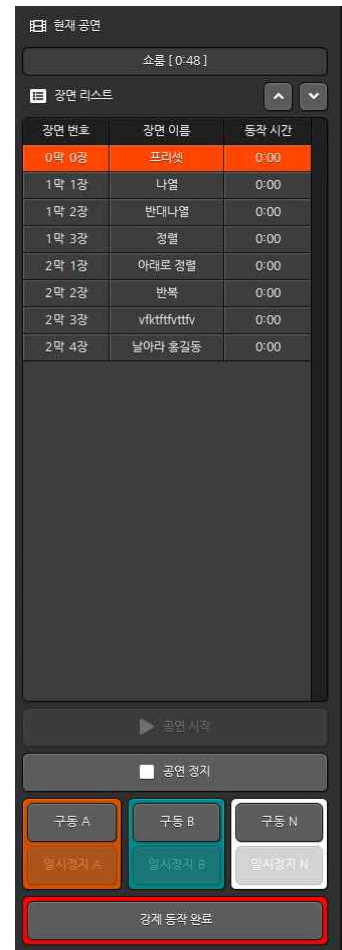 현재 공연
쇼룸 [ 0:48 ]
장면 리스트
장면 번호 장면 이름 동작 시간
0막 0장 프리셋 0:00
1막 1장 나열 0:00
1막 2장 반대나열 0:00
1막 3장 정렬 0:00
2막 1장 아래로 정렬 0:00
2막 2장 반복 0:00
2막 3장 vfktftfvttfv 0:00
2막 4장 날아라 홍길동 0:00
공연 시작
공연 정지
구동 A 구동 B 구동 N
일시정지 A 일시정지 B 일시정지 N
강제 동작 완료